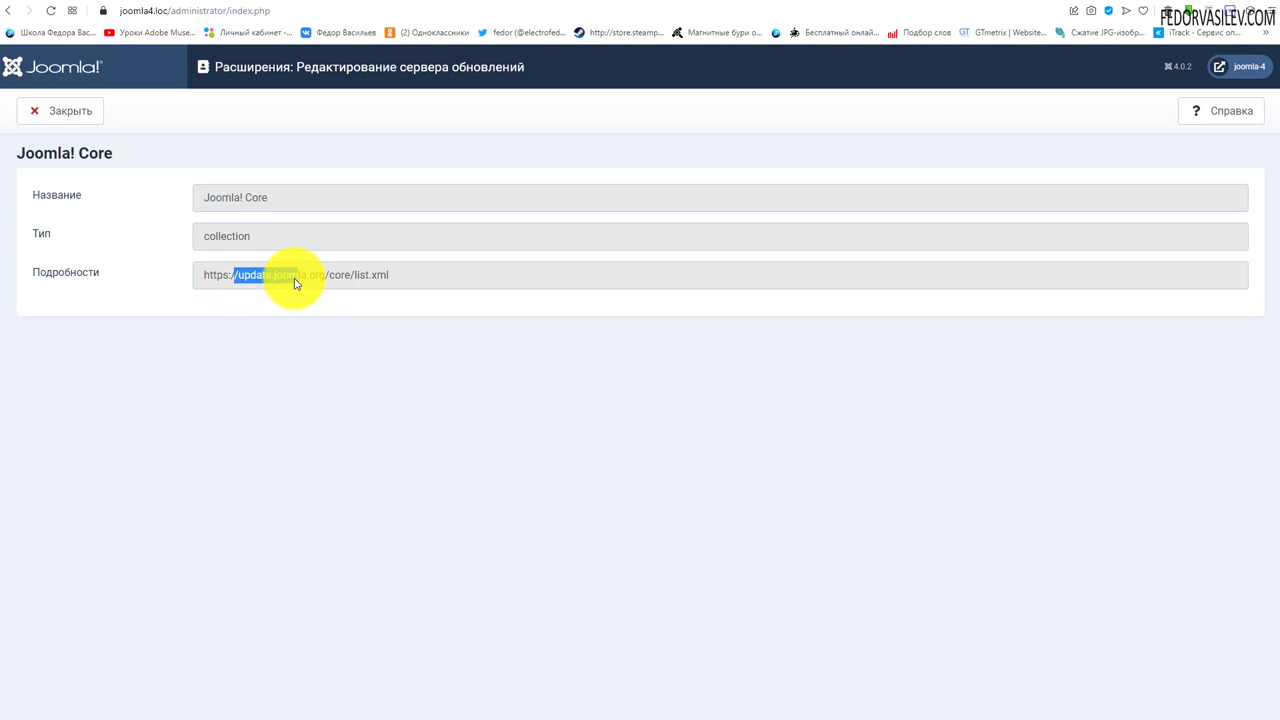 joomla4.loc/administrator/index.php
FEDORVASILEV.COM
Школа Федора Вас...
Уроки Adobe Muse...
Личный кабинет -...
Федор Васильев
(2) Одноклассники
fedor (@electrofed...
http://store.steamp...
Магнитные бури о...
Бесплатный онлай...
Подбор слов
GTmetrix | Website...
Сжатие JPG-изобр...
iTrack - Сервис оп...
Joomla!®
Расширения: Редактирование сервера обновлений
4.0.2
joomla-4
Закрыть
? Справка
Joomla! Core
Название
Joomla! Core
Тип
collection
Подробности
https://update.joomla.org/core/list.xml